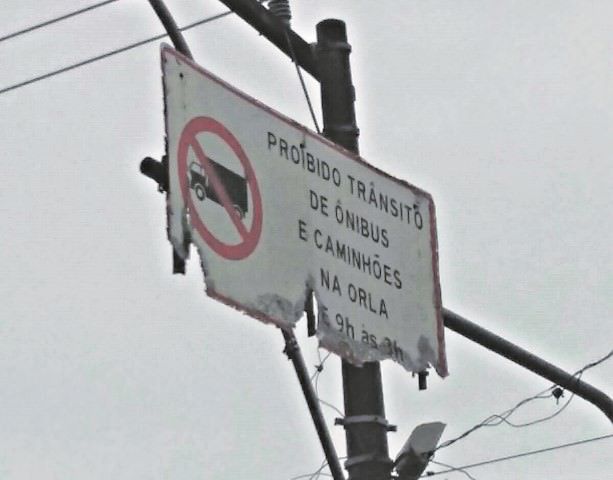 PROIBIDO TRÂNSITO
DE ÔNIBUS
E CAMINHÕES
NA ORLA
9h às